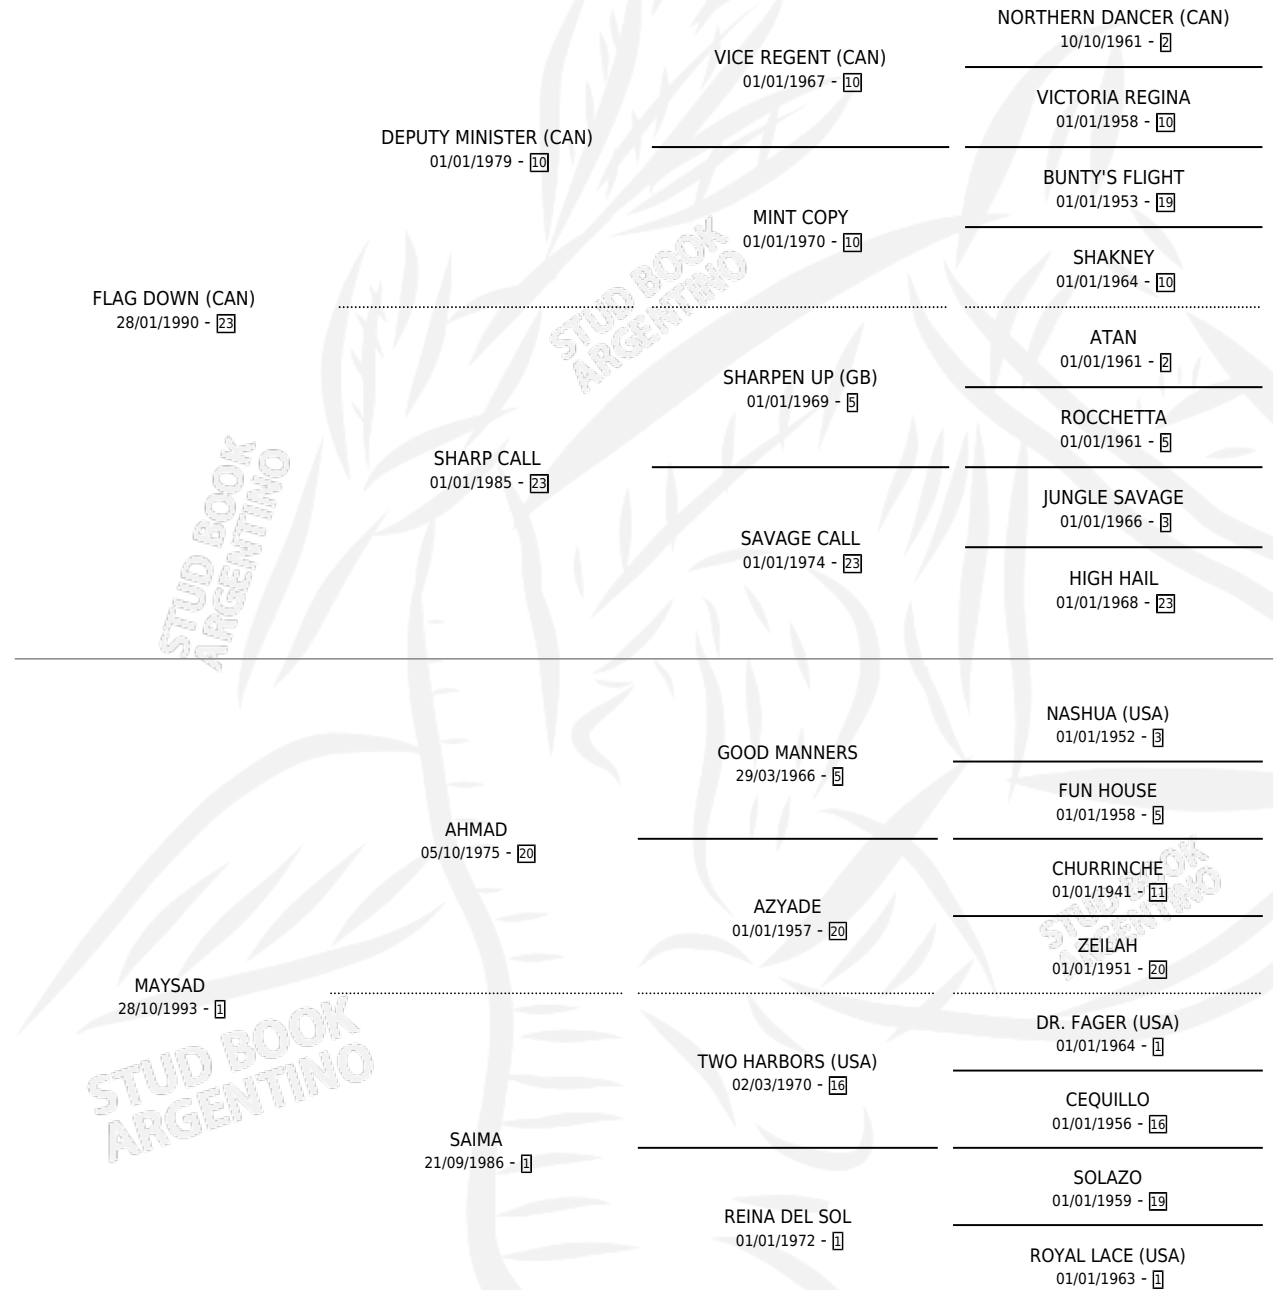 NORTHERN DANCER (CAN)
10/10/1961 - 2
VICE REGENT (CAN)
01/01/1967 - 10
VICTORIA REGINA
01/01/1958 - 10
DEPUTY MINISTER (CAN)
01/01/1979 - 10
BUNTY'S FLIGHT
01/01/1953 - 19
MINT COPY
01/01/1970 - 10
SHAKNEY
01/01/1964 - 10
FLAG DOWN (CAN)
28/01/1990 - 23
ATAN
01/01/1961 - 2
SHARPEN UP (GB)
01/01/1969 - 5
ROCCHETTA
01/01/1961 - 5
SHARP CALL
01/01/1985 - 23
JUNGLE SAVAGE
01/01/1966 - 3
SAVAGE CALL
01/01/1974 - 23
HIGH HAIL
01/01/1968 - 23
NASHUA (USA)
01/01/1952 - 3
GOOD MANNERS
29/03/1966 - 5
FUN HOUSE
01/01/1958 - 5
AHMAD
05/10/1975 - 20
CHURRINCHE
01/01/1941 - 11
AZYADE
01/01/1957 - 20
ZEILAH
01/01/1951 - 20
MAYSAD
28/10/1993 - 1
DR. FAGER (USA)
01/01/1964 - 1
TWO HARBORS (USA)
02/03/1970 - 16
CEQUILLO
01/01/1956 - 16
SAIMA
21/09/1986 - 1
SOLAZO
01/01/1959 - 19
REINA DEL SOL
01/01/1972 - 1
ROYAL LACE (USA)
01/01/1963 - 1
STUD BOOK
ARGENTINO
STUD BOOK
ARGENTINO
STUD BOOK
ARGENTINO
STUD BOOK
ARGENTINO